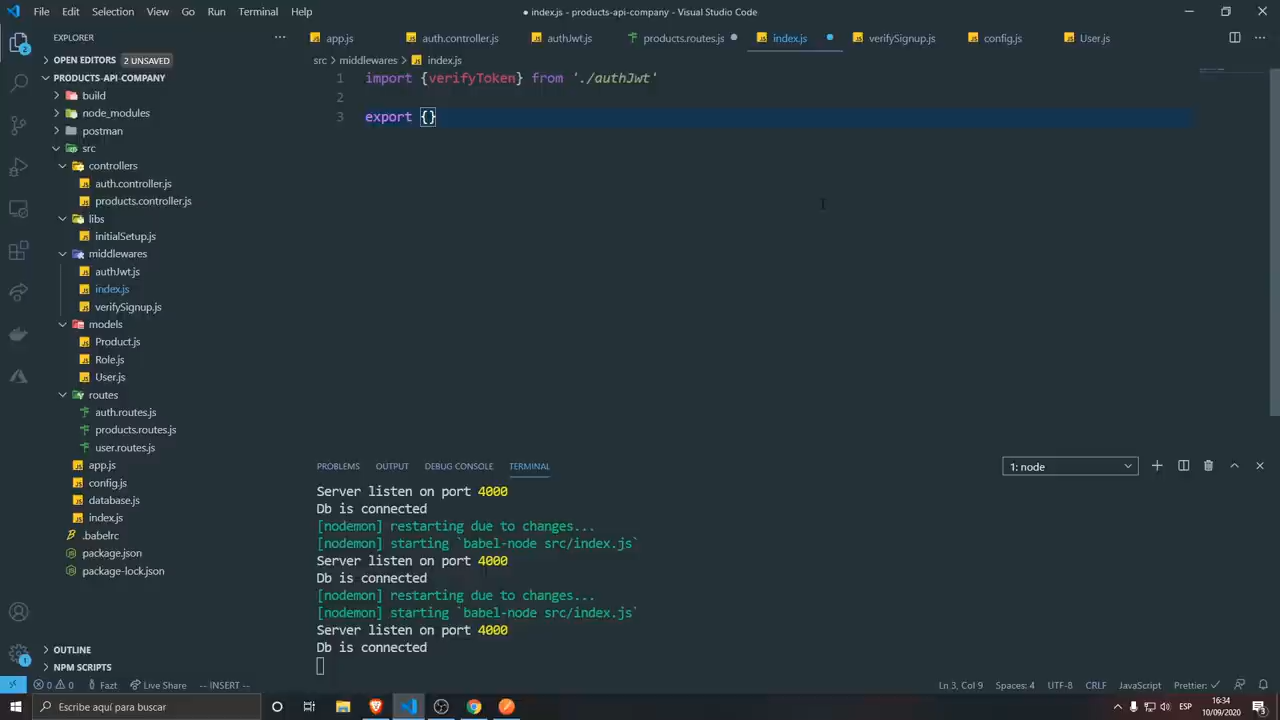 File Edit Selection View Go Run Terminal Help
● index.js - products-api-company - Visual Studio Code
EXPLORER
app.js auth.controller.js authJwt.js products.routes.js index.js verifySignup.js config.js User.js
OPEN EDITORS 2 UNSAVED
src > middlewares > index.js
PRODUCTS-API-COMPANY
build
node_modules
postman
src
controllers
auth.controller.js
products.controller.js
libs
initialSetup.js
middlewares
authJwt.js
index.js
verifySignup.js
models
Product.js
Role.js
User.js
routes
auth.routes.js
products.routes.js
user.routes.js
app.js
config.js
database.js
index.js
.babelrc
package.json
package-lock.json
OUTLINE
NPM SCRIPTS
1 import {verifyToken} from './authJwt'
2
3 export {}
PROBLEMS OUTPUT DEBUG CONSOLE TERMINAL
1: node
Server listen on port 4000
Db is connected
[nodemon] restarting due to changes...
[nodemon] starting `babel-node src/index.js`
Server listen on port 4000
Db is connected
[nodemon] restarting due to changes...
[nodemon] starting `babel-node src/index.js`
Server listen on port 4000
Db is connected
2
1
0 0 Fazt Live Share -- INSERT --
Ln 3, Col 9 Spaces: 4 UTF-8 CRLF JavaScript Prettier: ✓
Escribe aquí para buscar
ESP
16:34
10/09/2020
3